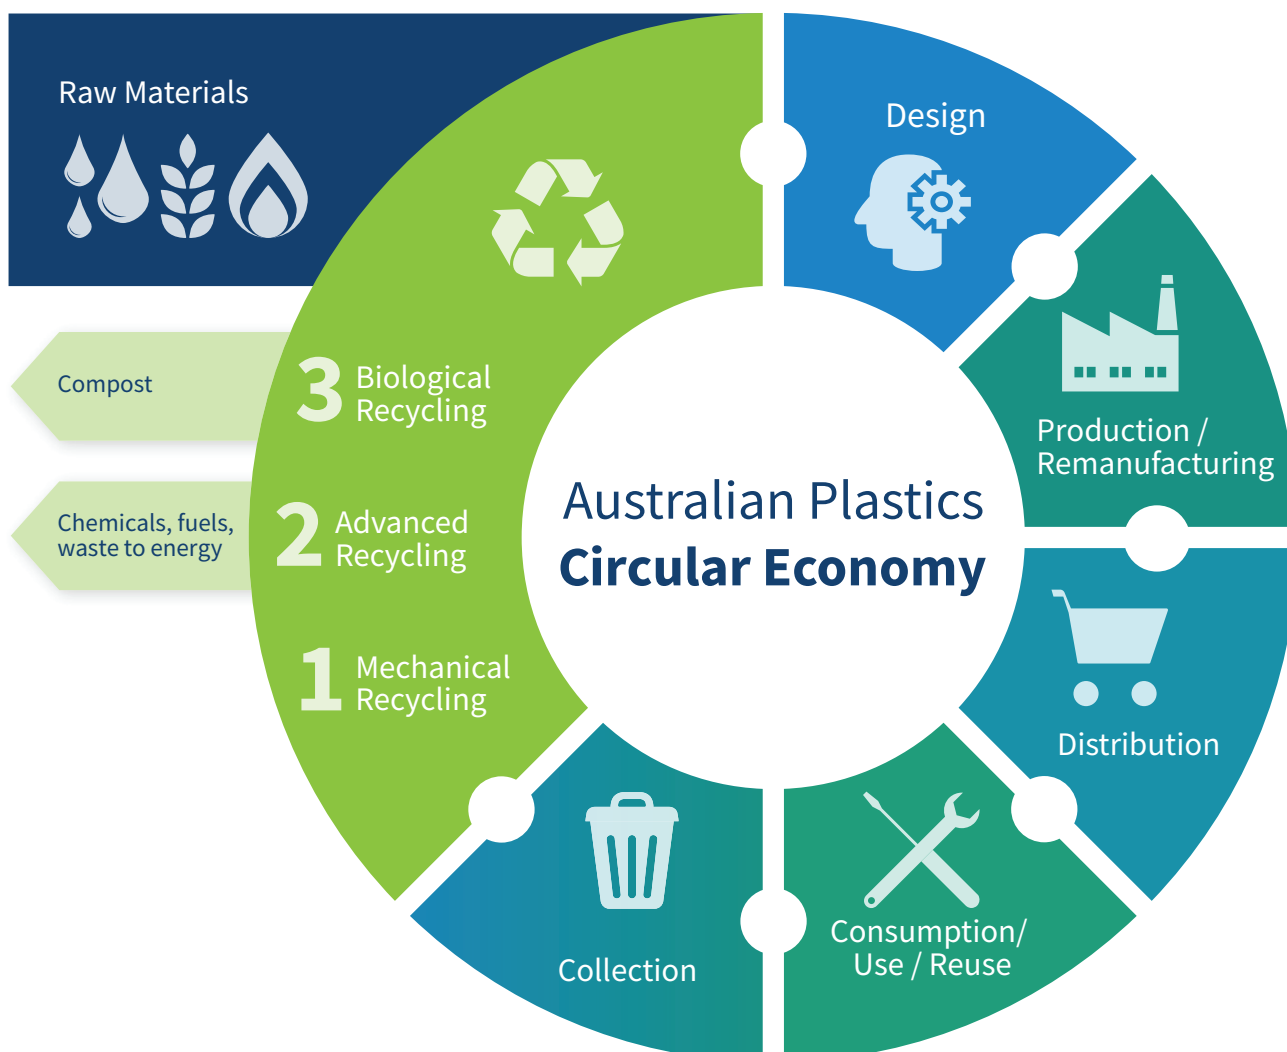 Raw Materials
Design
Production /
Remanufacturing
Distribution
Consumption/
Use / Reuse
Collection
1 Mechanical
Recycling
2 Advanced
Recycling
3 Biological
Recycling
Compost
Chemicals, fuels,
waste to energy
Australian Plastics
Circular Economy